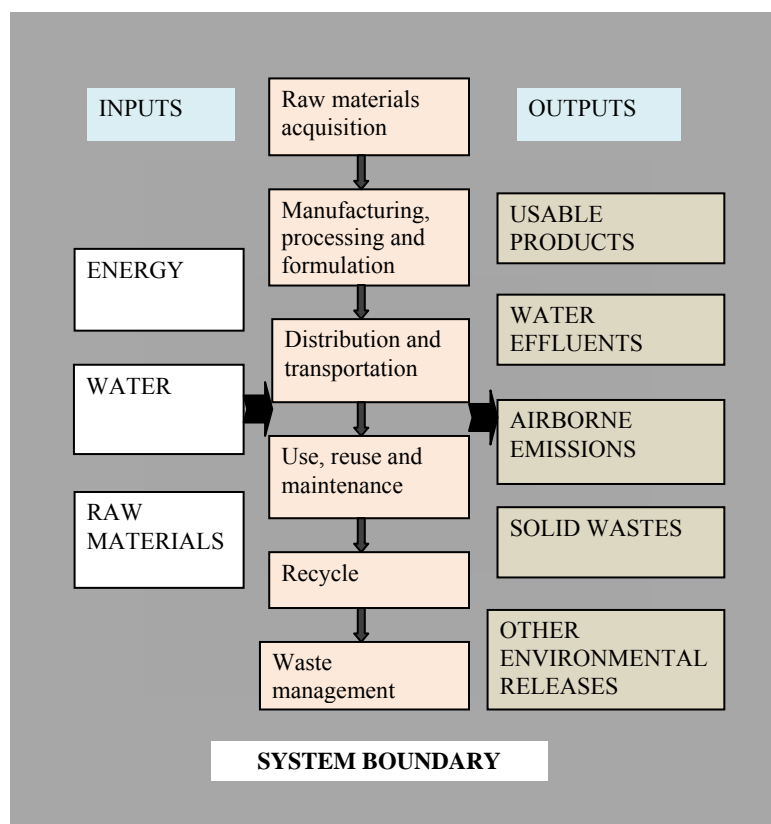 INPUTS
ENERGY
WATER
RAW
MATERIALS
Raw materials
acquisition
Manufacturing,
processing and
formulation
Distribution and
transportation
Use, reuse and
maintenance
Recycle
Waste
management
OUTPUTS
USABLE
PRODUCTS
WATER
EFFLUENTS
AIRBORNE
EMISSIONS
SOLID WASTES
OTHER
ENVIRONMENTAL
RELEASES
SYSTEM BOUNDARY